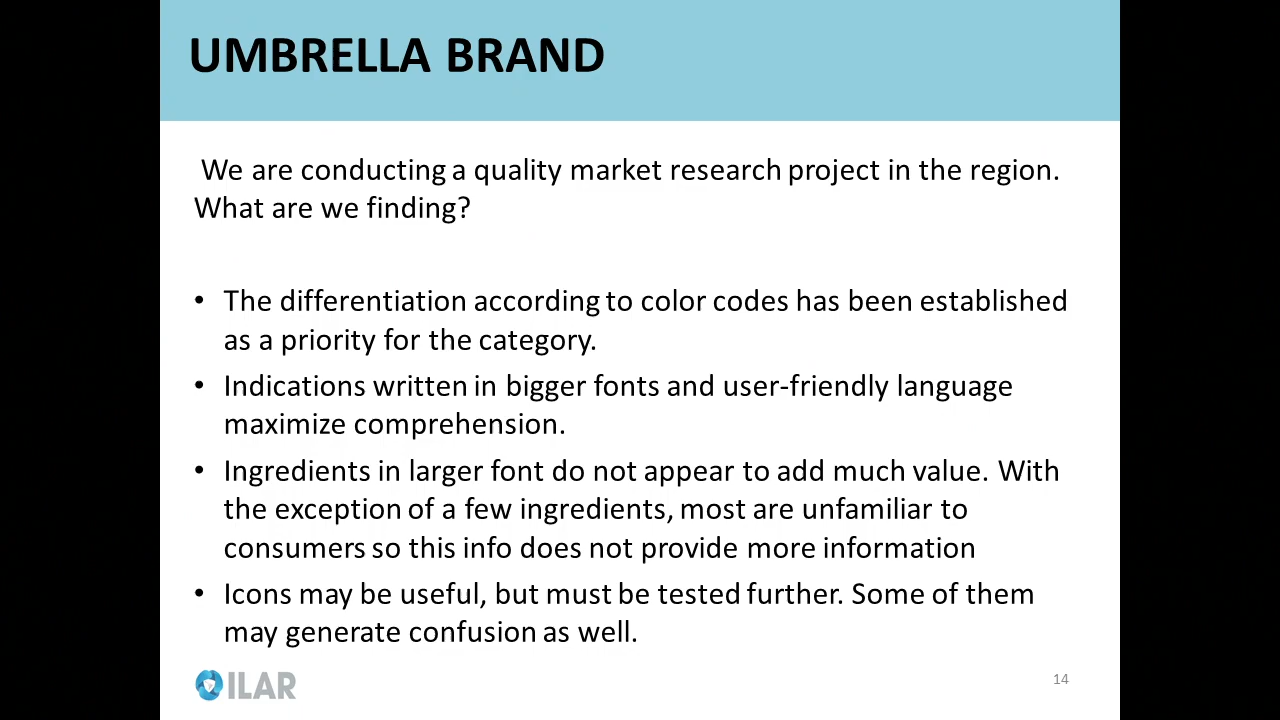 UMBRELLA BRAND
We are conducting a quality market research project in the region.
What are we finding?
• The differentiation according to color codes has been established
as a priority for the category.
• Indications written in bigger fonts and user-friendly language
maximize comprehension.
• Ingredients in larger font do not appear to add much value. With
the exception of a few ingredients, most are unfamiliar to
consumers so this info does not provide more information
• Icons may be useful, but must be tested further. Some of them
may generate confusion as well.
ILAR
14